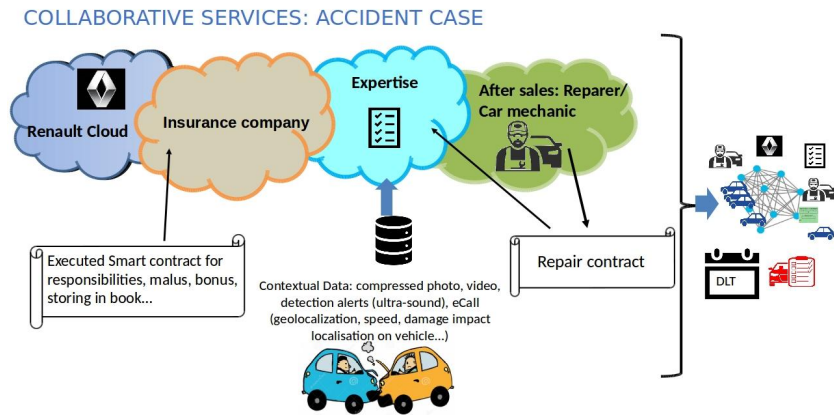 COLLABORATIVE SERVICES: ACCIDENT CASE
Renault Cloud
Insurance company
Expertise
After sales: Reparer/
Car mechanic
Executed Smart contract for
responsibilities, malus, bonus,
storing in book...
Contextual Data: compressed photo, video,
detection alerts (ultra-sound), eCall
(geolocalization, speed, damage impact
localisation on vehicle...)
Repair contract
DLT